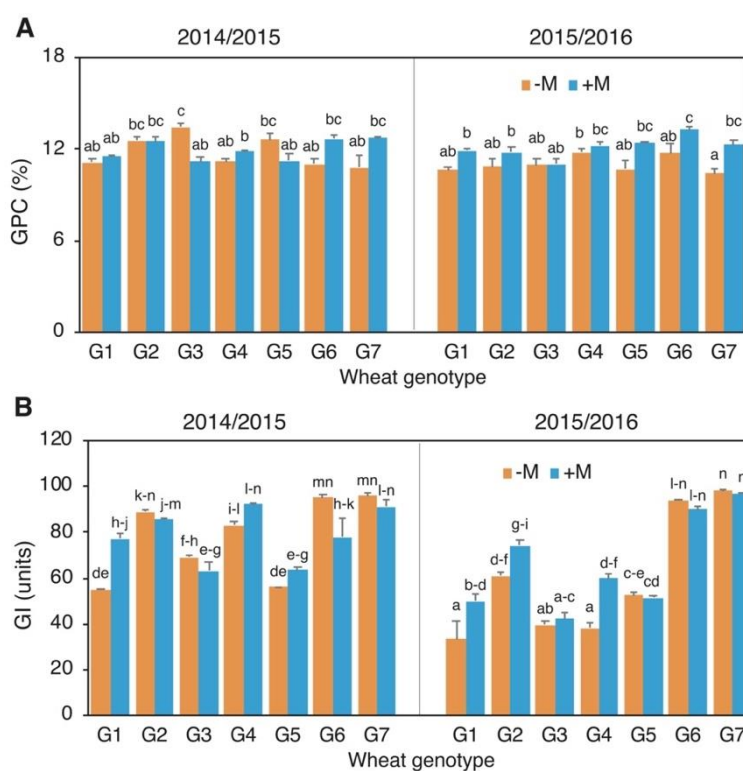 A
2014/2015
2015/2016
-M +M
GPC (%)
18
12
6
0
ab ab bc bc c ab ab b bc ab ab bc ab bc
ab b ab b ab ab b bc ab bc ab c a bc
G1 G2 G3 G4 G5 G6 G7
G1 G2 G3 G4 G5 G6 G7
Wheat genotype
B
2014/2015
2015/2016
-M +M
GI (units)
120
100
80
60
40
20
0
de h-j k-n j-m f-h e-g i-l l-n de e-g mn h-k mn l-n
a b-d d-f g-i ab a-c a d-f c-e cd l-n l-n n
G1 G2 G3 G4 G5 G6 G7
G1 G2 G3 G4 G5 G6 G7
Wheat genotype